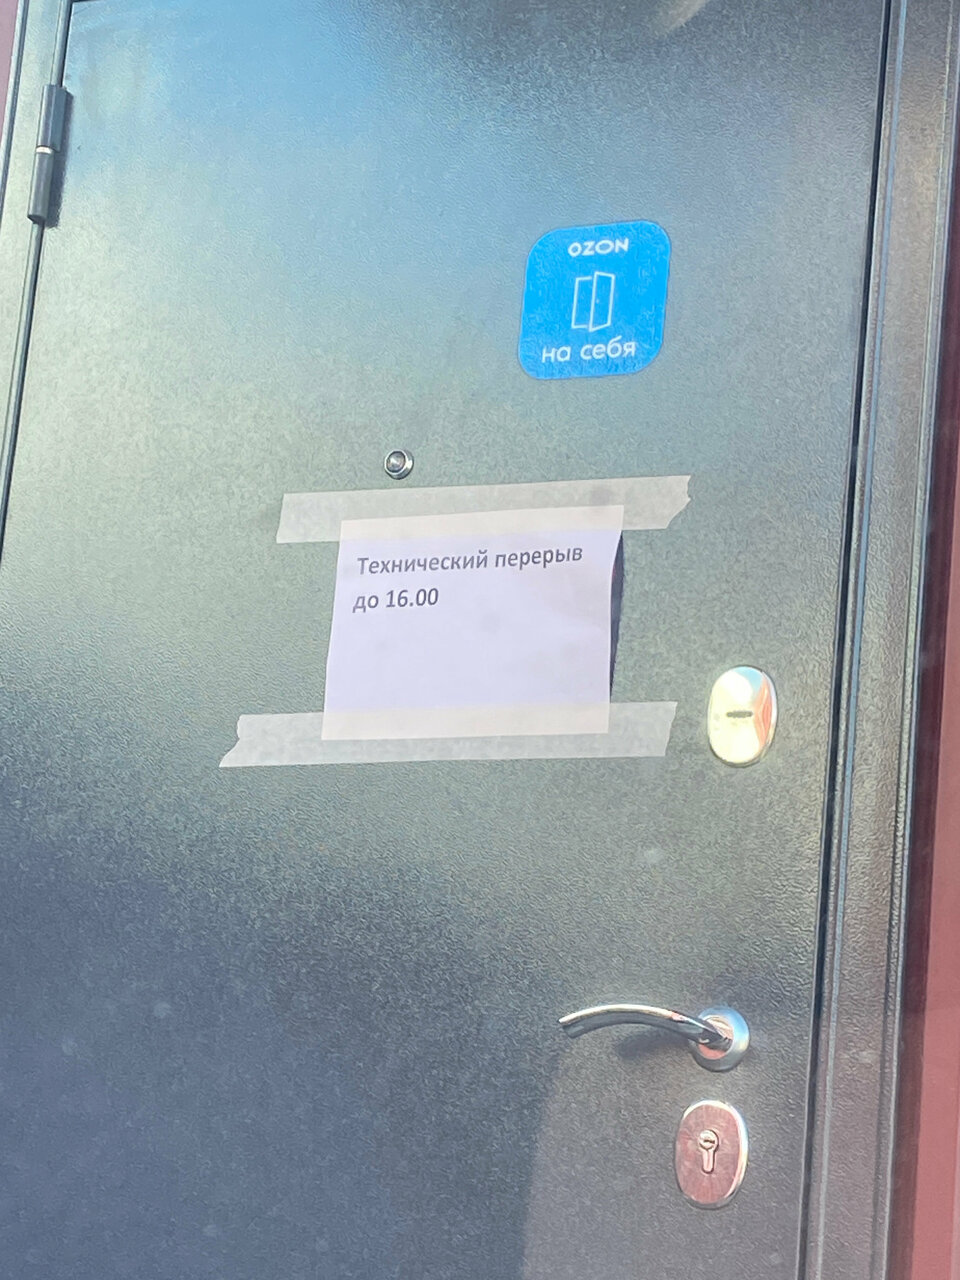 OZON
на себя
Технический перерыв
до 16.00